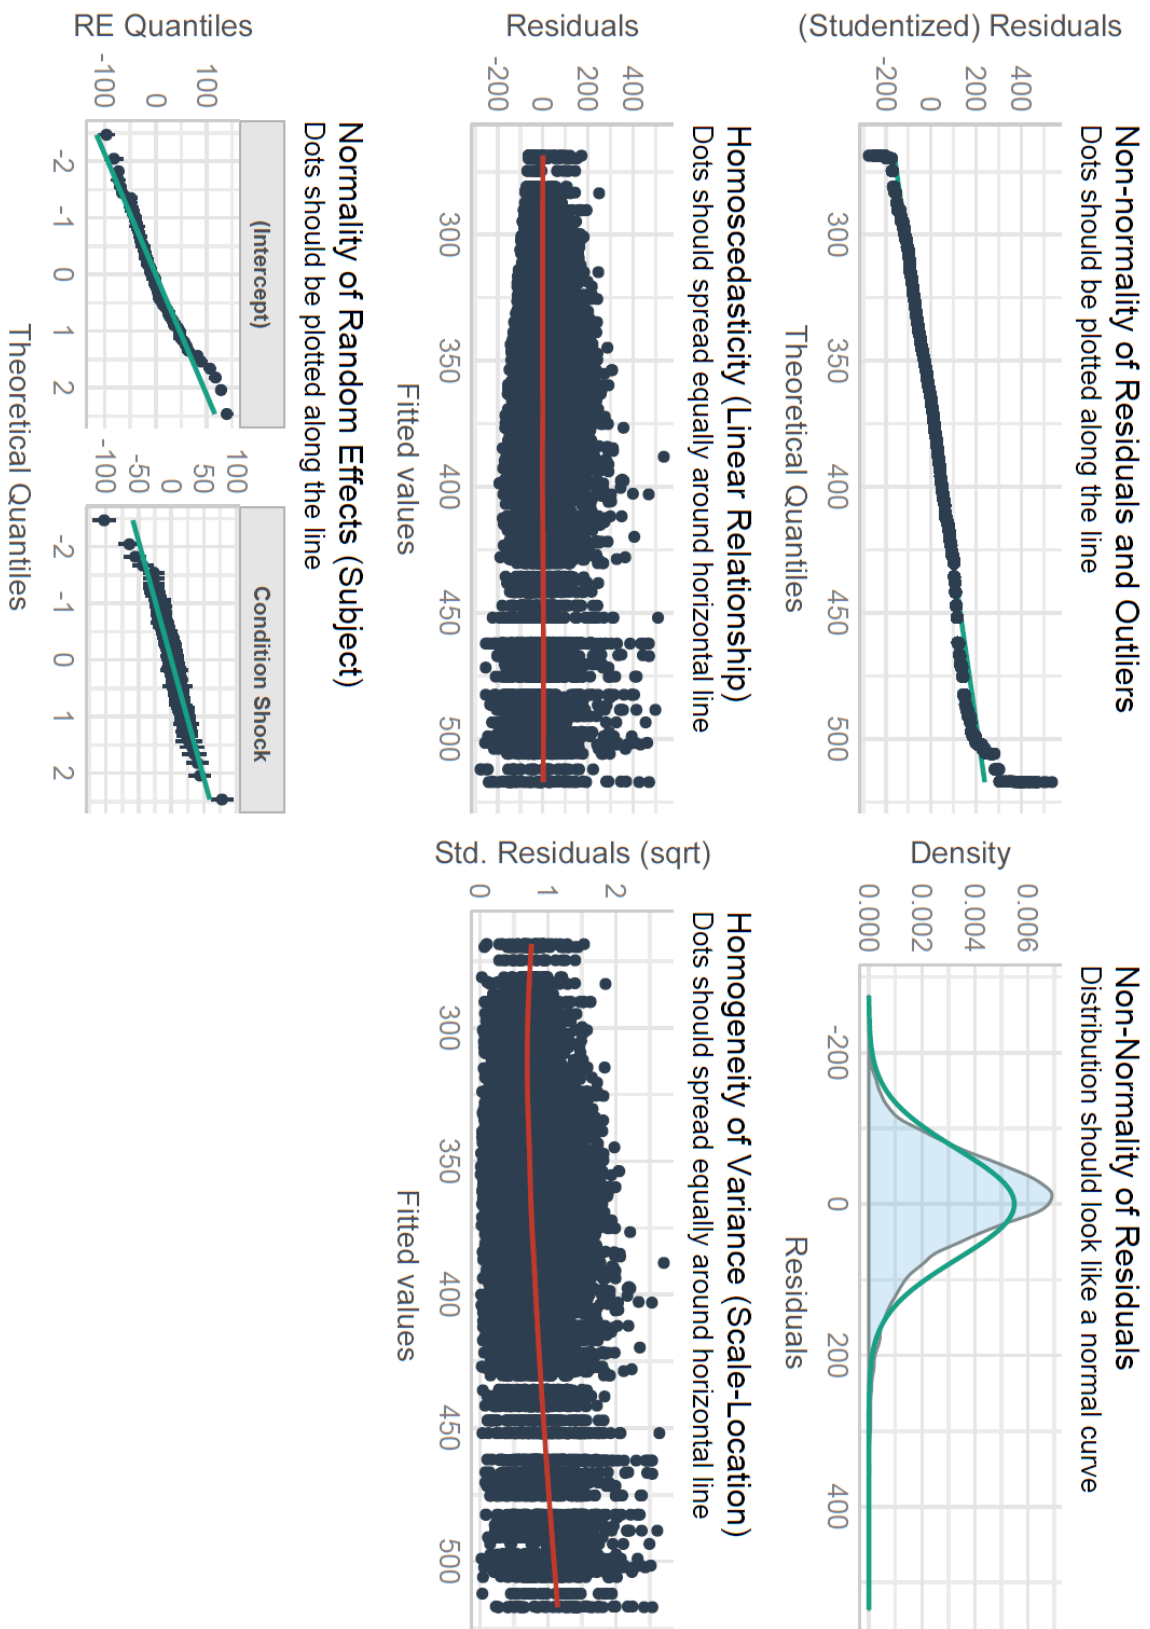 Non-normality of Residuals and Outliers
Dots should be plotted along the line
(Studentized) Residuals
400
200
0
-200
300
350
400
450
500
Theoretical Quantiles
Non-Normality of Residuals
Distribution should look like a normal curve
Density
0.006
0.004
0.002
0.000
-200
0
200
400
Residuals
Homoscedasticity (Linear Relationship)
Dots should spread equally around horizontal line
Residuals
400
200
0
-200
300
350
400
450
500
Fitted values
Homogeneity of Variance (Scale-Location)
Dots should spread equally around horizontal line
Std. Residuals (sqrt)
2
1
0
300
350
400
450
500
Fitted values
Normality of Random Effects (Subject)
Dots should be plotted along the line
RE Quantiles
(Intercept)
100
0
-100
-2
-1
0
1
2
Condition Shock
100
50
0
-50
-100
-2
-1
0
1
2
Theoretical Quantiles